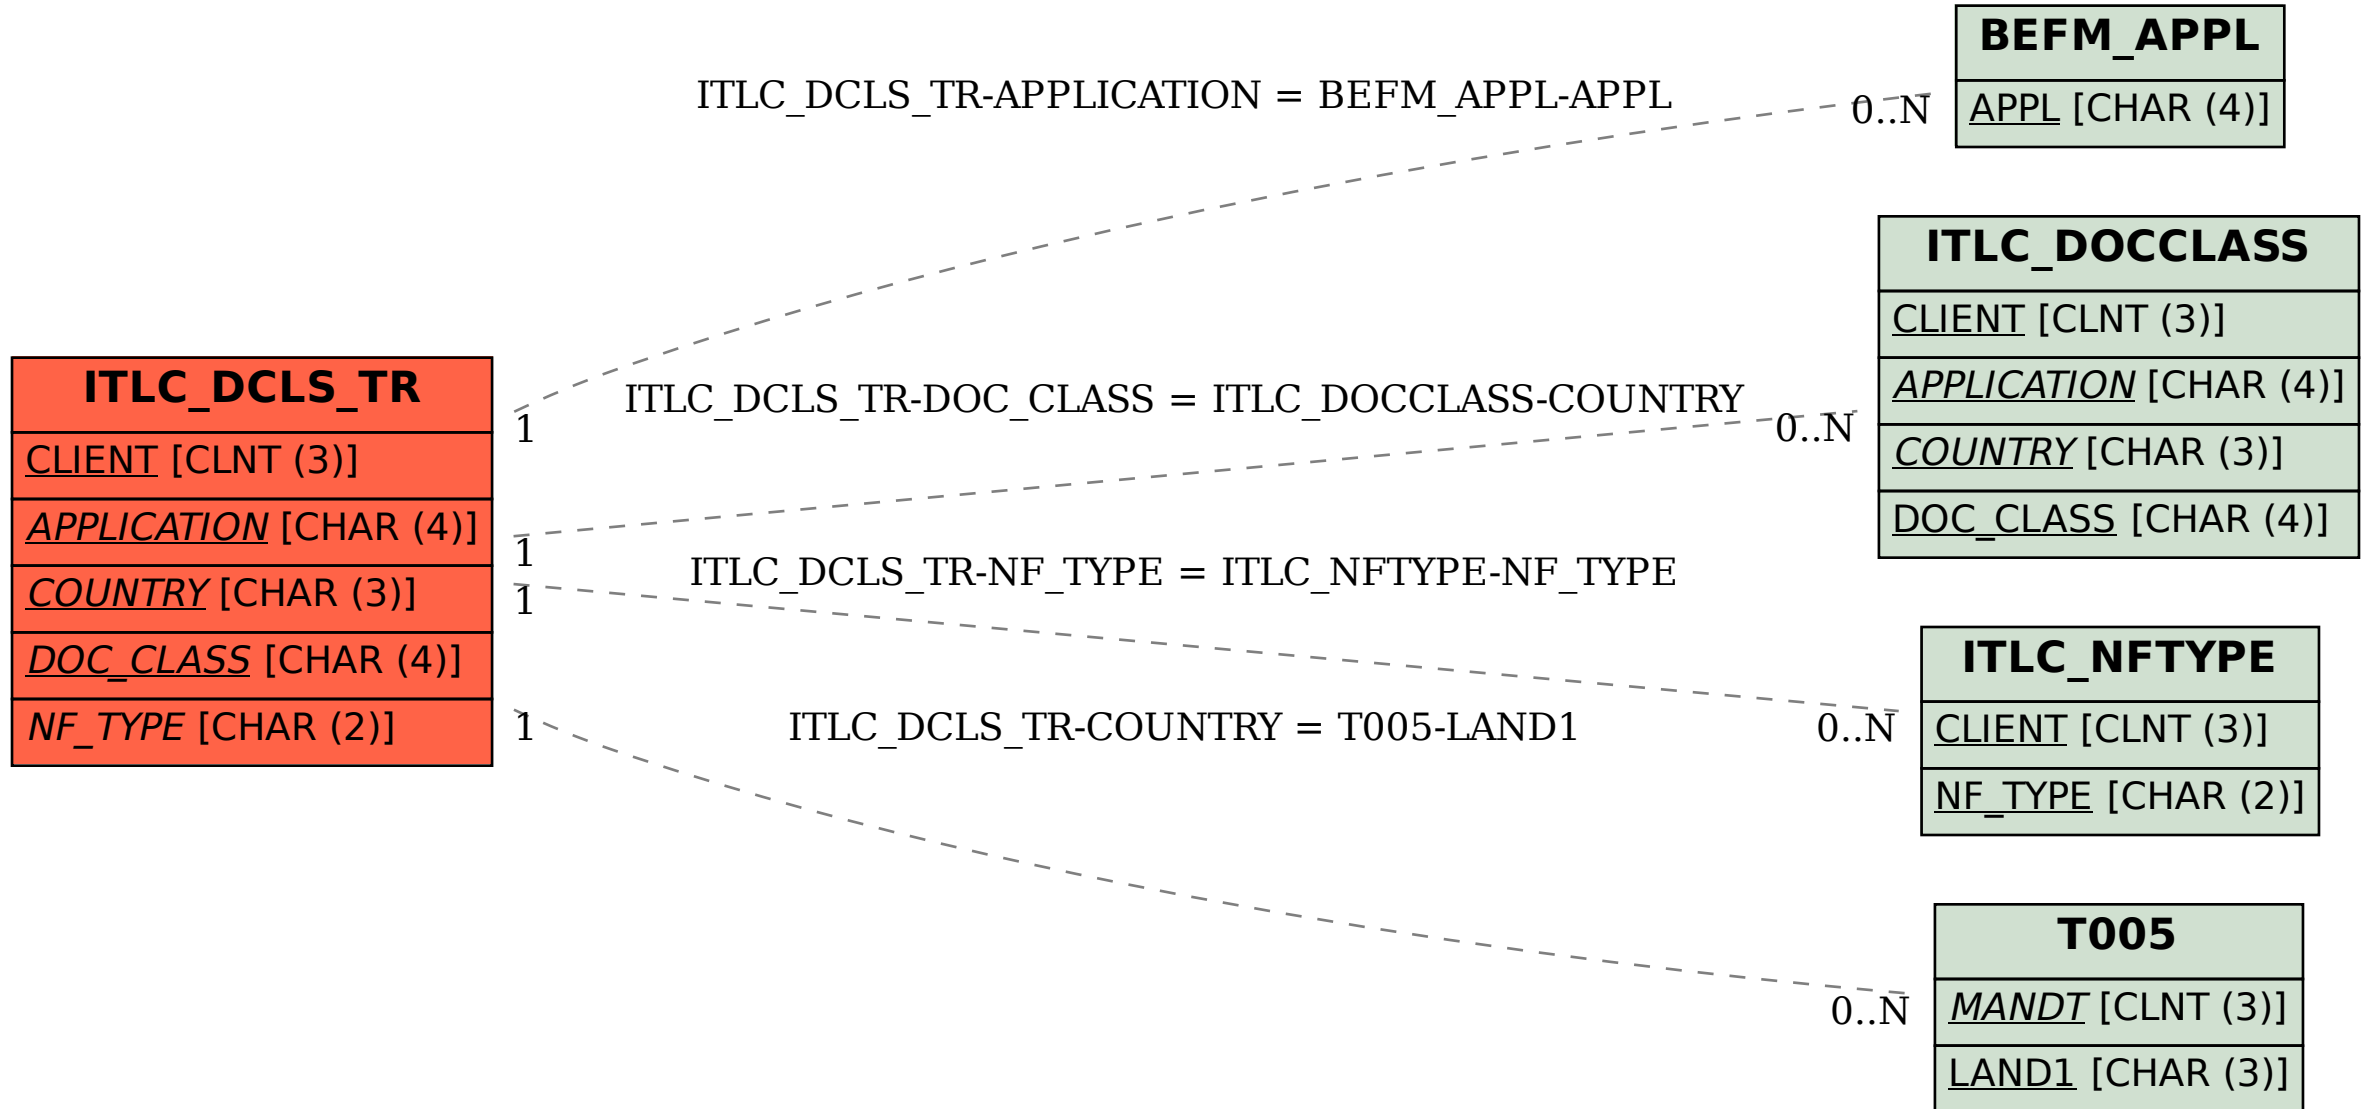 BEFM_APPL
APPL [CHAR (4)]
ITLC_DCLS_TR-APPLICATION = BEFM_APPL-APPL
0..N
1
ITLC_DOCCLASS
CLIENT [CLNT (3)]
APPLICATION [CHAR (4)]
COUNTRY [CHAR (3)]
DOC_CLASS [CHAR (4)]
ITLC_DCLS_TR-DOC_CLASS = ITLC_DOCCLASS-COUNTRY
0..N
1
ITLC_DCLS_TR
CLIENT [CLNT (3)]
APPLICATION [CHAR (4)]
COUNTRY [CHAR (3)]
DOC_CLASS [CHAR (4)]
NF_TYPE [CHAR (2)]
ITLC_DCLS_TR-NF_TYPE = ITLC_NFTYPE-NF_TYPE
1
0..N
ITLC_NFTYPE
CLIENT [CLNT (3)]
NF_TYPE [CHAR (2)]
ITLC_DCLS_TR-COUNTRY = T005-LAND1
1
0..N
T005
MANDT [CLNT (3)]
LAND1 [CHAR (3)]